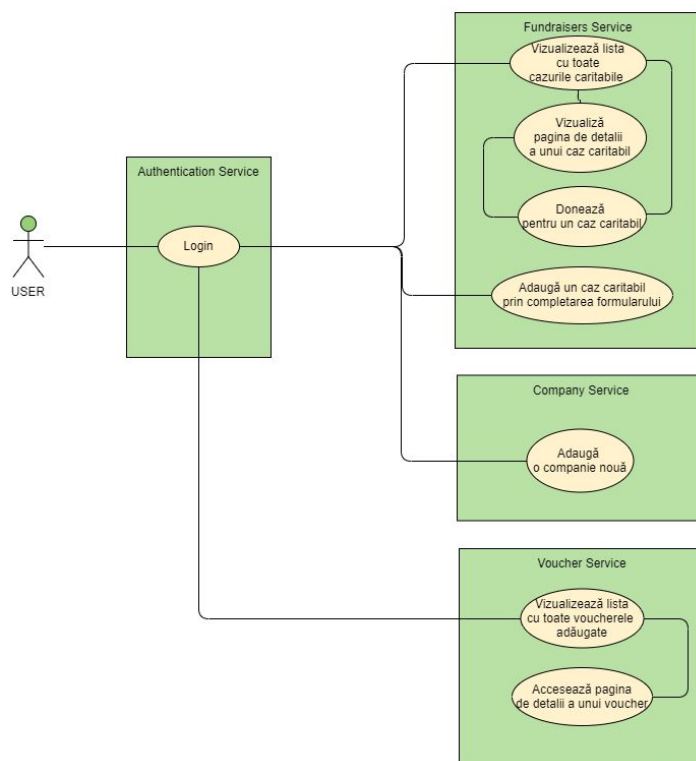 Fundraisers Service
Vizualizează lista
cu toate
cazurile caritabile
Vizualiză
pagina de detalii
a unui caz caritabil
Donează
pentru un caz caritabil
Adaugă un caz caritabil
prin completarea formularului
Authentication Service
Login
USER
Company Service
Adaugă
o companie nouă
Voucher Service
Vizualizează lista
cu toate voucherele
adăugate
Accesează pagina
de detalii a unui voucher